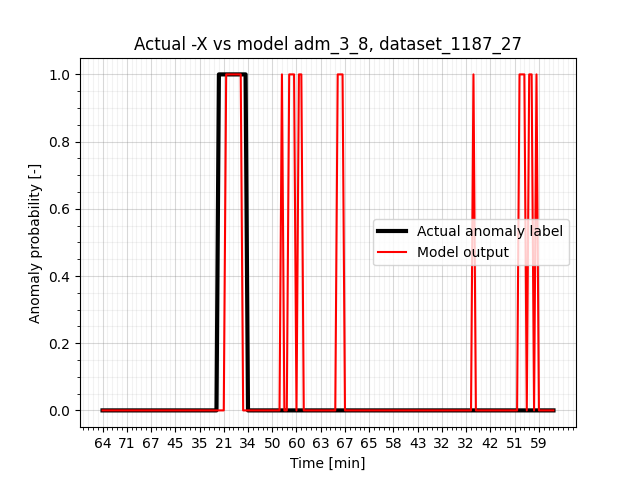 Actual -X vs model adm_3_8, dataset_1187_27
Anomaly probability [-]
1.0
0.8
0.6
0.4
0.2
0.0
Actual anomaly label
Model output
64 71 67 45 35 21 34 50 60 63 67 65 58 43 32 32 42 51 59
Time [min]